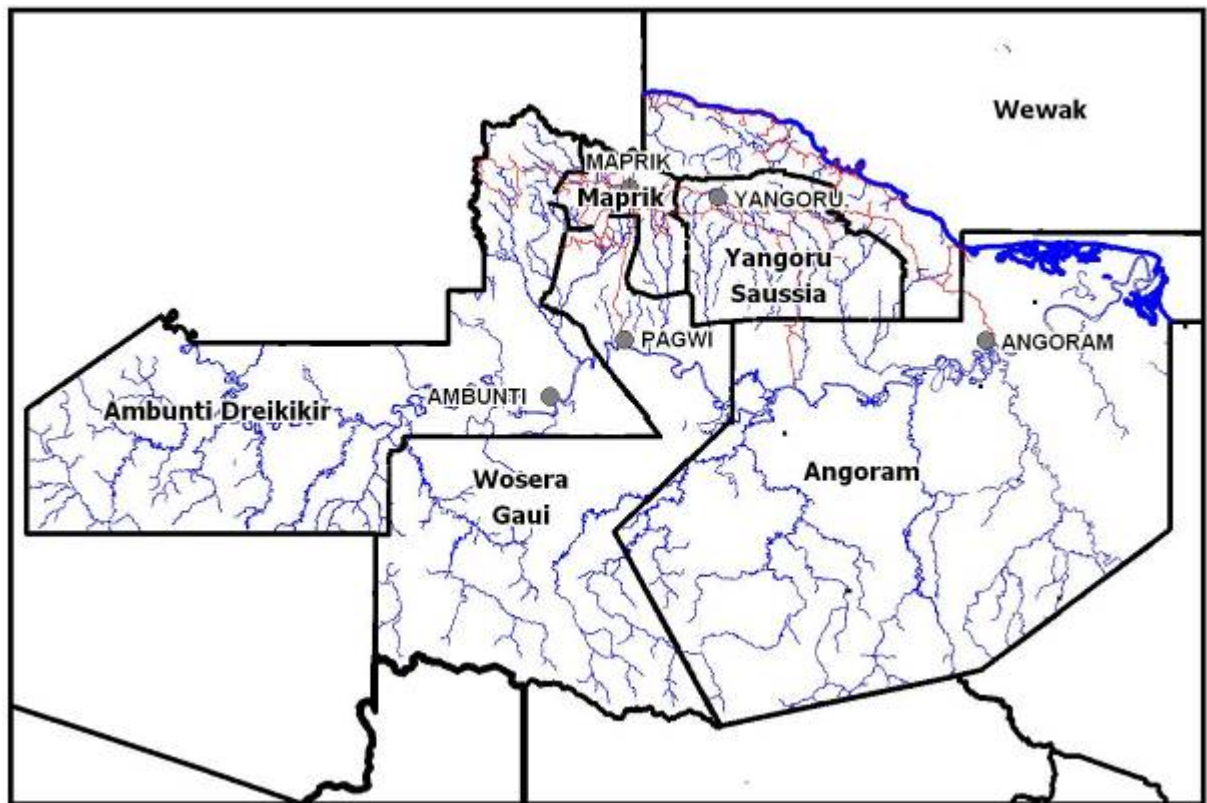 Wewak
MAPRIK
Maprik
YANGORU
Yangoru
Saussia
PAGWI
ANGORAM
AMBUNTI
Ambunti Dreikikir
Wosera
Gaui
Angoram